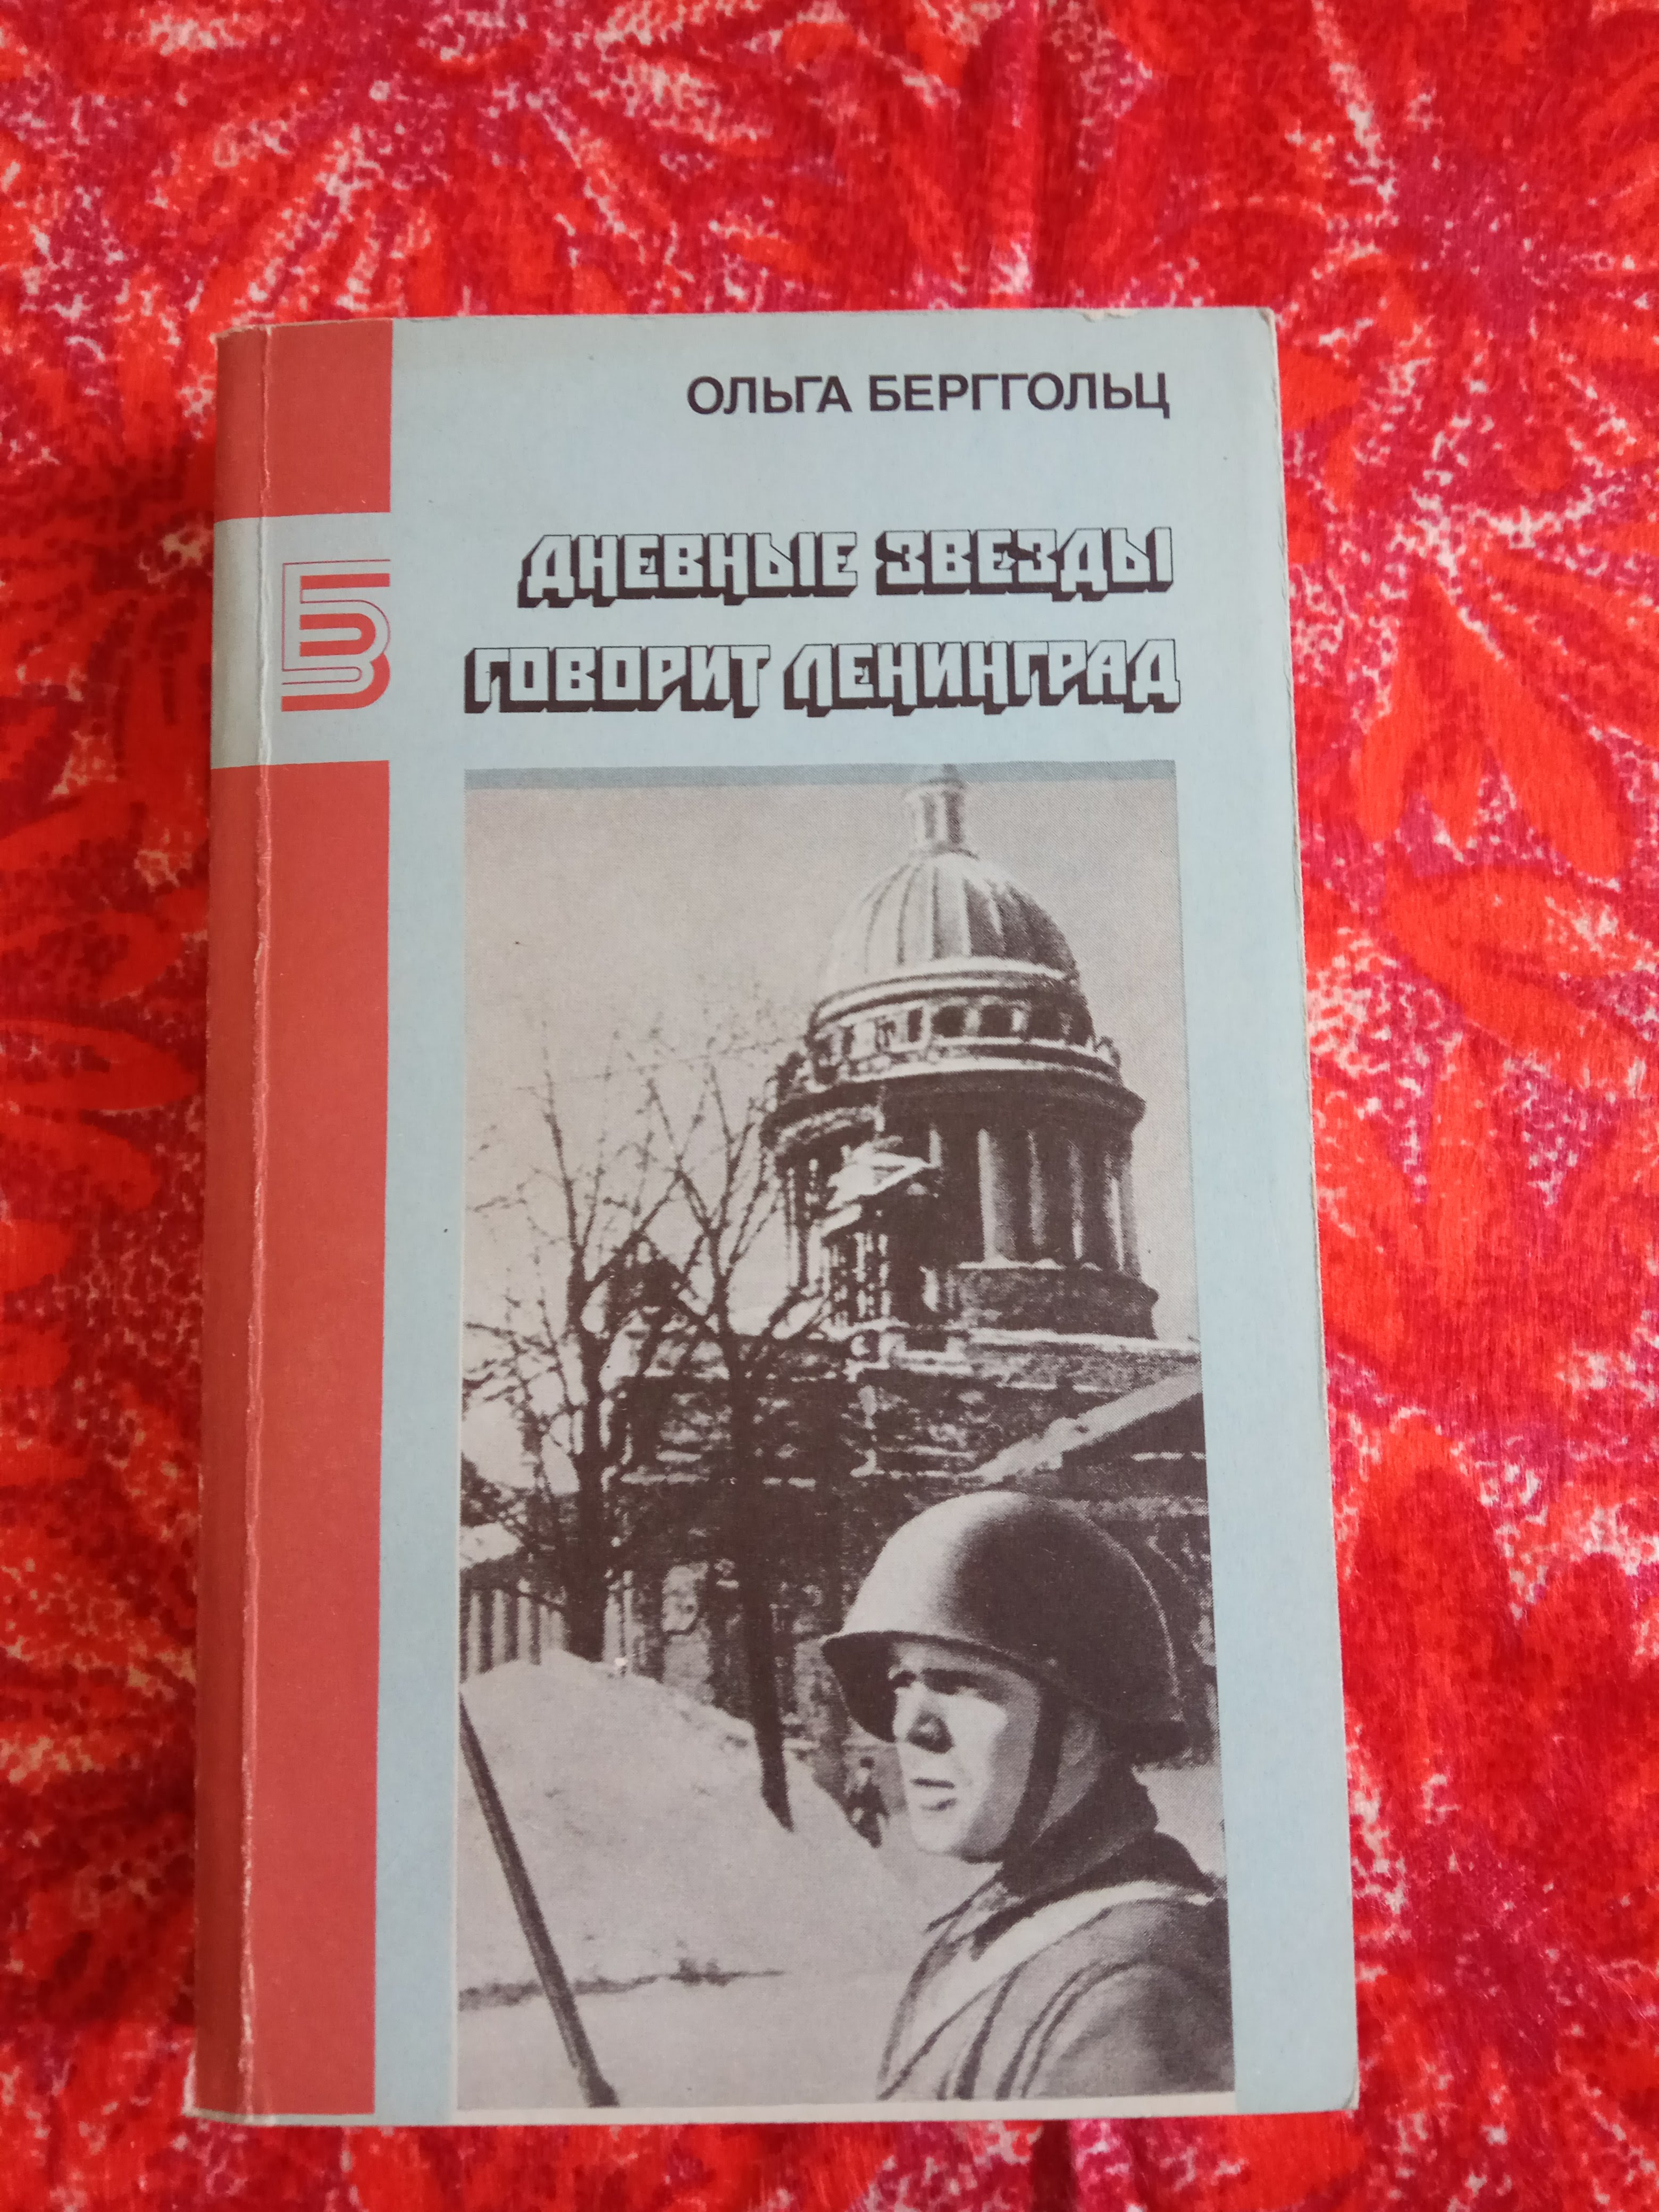 ОЛЬГА БЕРГГОЛЬЦ
ДНЕВНЫЕ ЗВЕЗДЫ
ГОВОРИТ ЛЕНИНГРАД